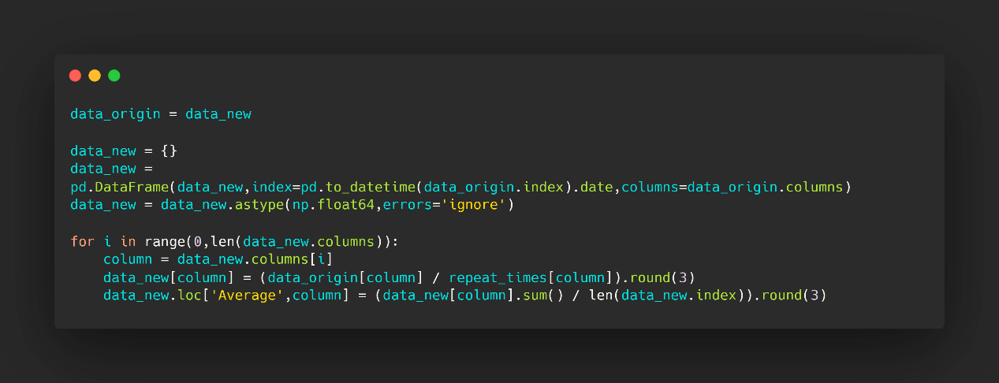 data_origin = data_new
data_new = {}
data_new =
pd.DataFrame(data_new,index=pd.to_datetime(data_origin.index).date,columns=data_origin.columns)
data_new = data_new.astype(np.float64,errors='ignore')
for i in range(0,len(data_new.columns)):
    column = data_new.columns[i]
    data_new[column] = (data_origin[column] / repeat_times[column]).round(3)
    data_new.loc['Average',column] = (data_new[column].sum() / len(data_new.index)).round(3)